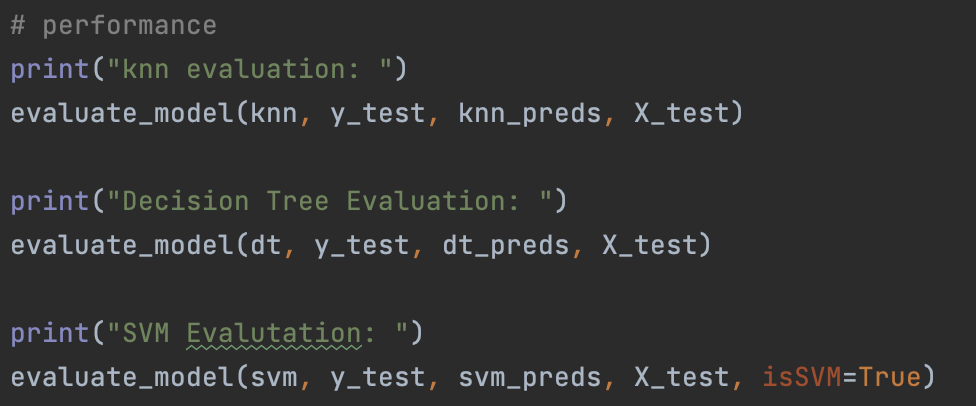 # performance
print("knn evaluation: ")
evaluate_model(knn, y_test, knn_preds, X_test)
print("Decision Tree Evaluation: ")
evaluate_model(dt, y_test, dt_preds, X_test)
print("SVM Evalutation: ")
evaluate_model(svm, y_test, svm_preds, X_test, isSVM=True)